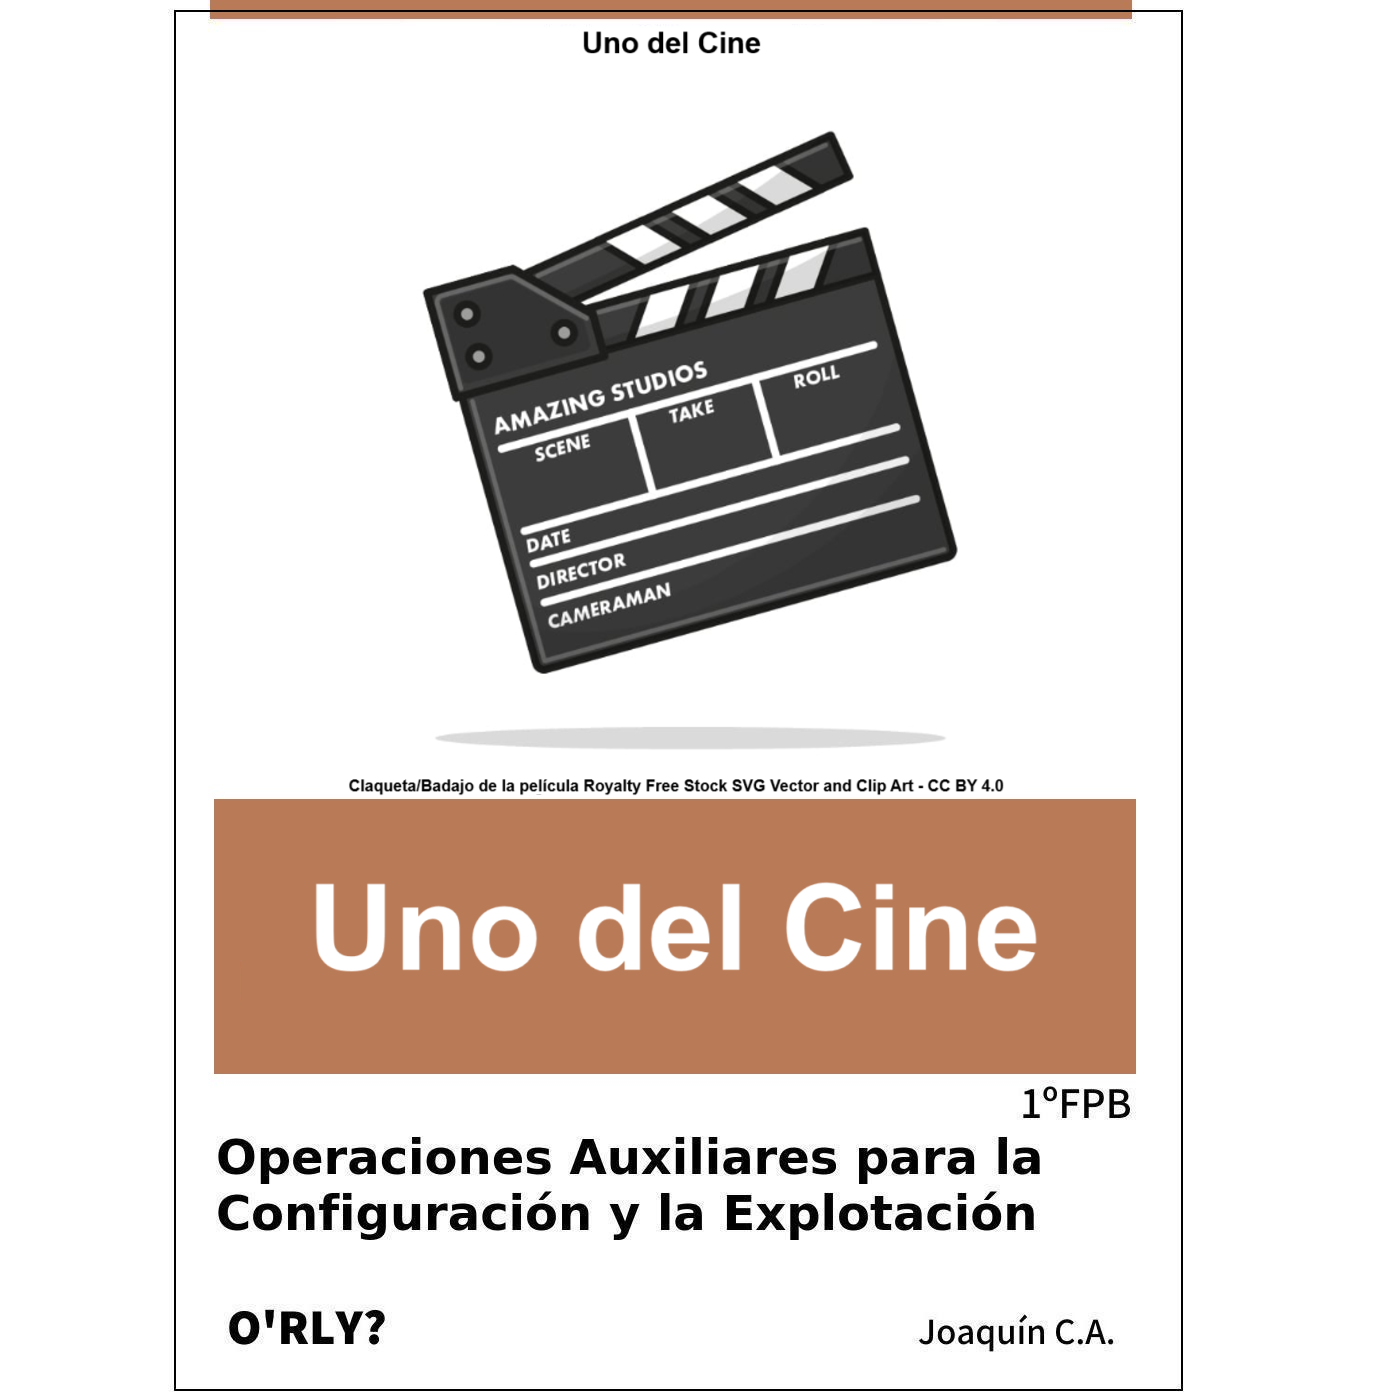 Uno del Cine
AMAZING STUDIOS
SCENE
TAKE
ROLL
DATE
DIRECTOR
CAMERAMAN
Claqueta/Badajo de la película Royalty Free Stock SVG Vector and Clip Art - CC BY 4.0
Uno del Cine
1ºFPB
Operaciones Auxiliares para la
Configuración y la Explotación
O'RLY?
Joaquín C.A.